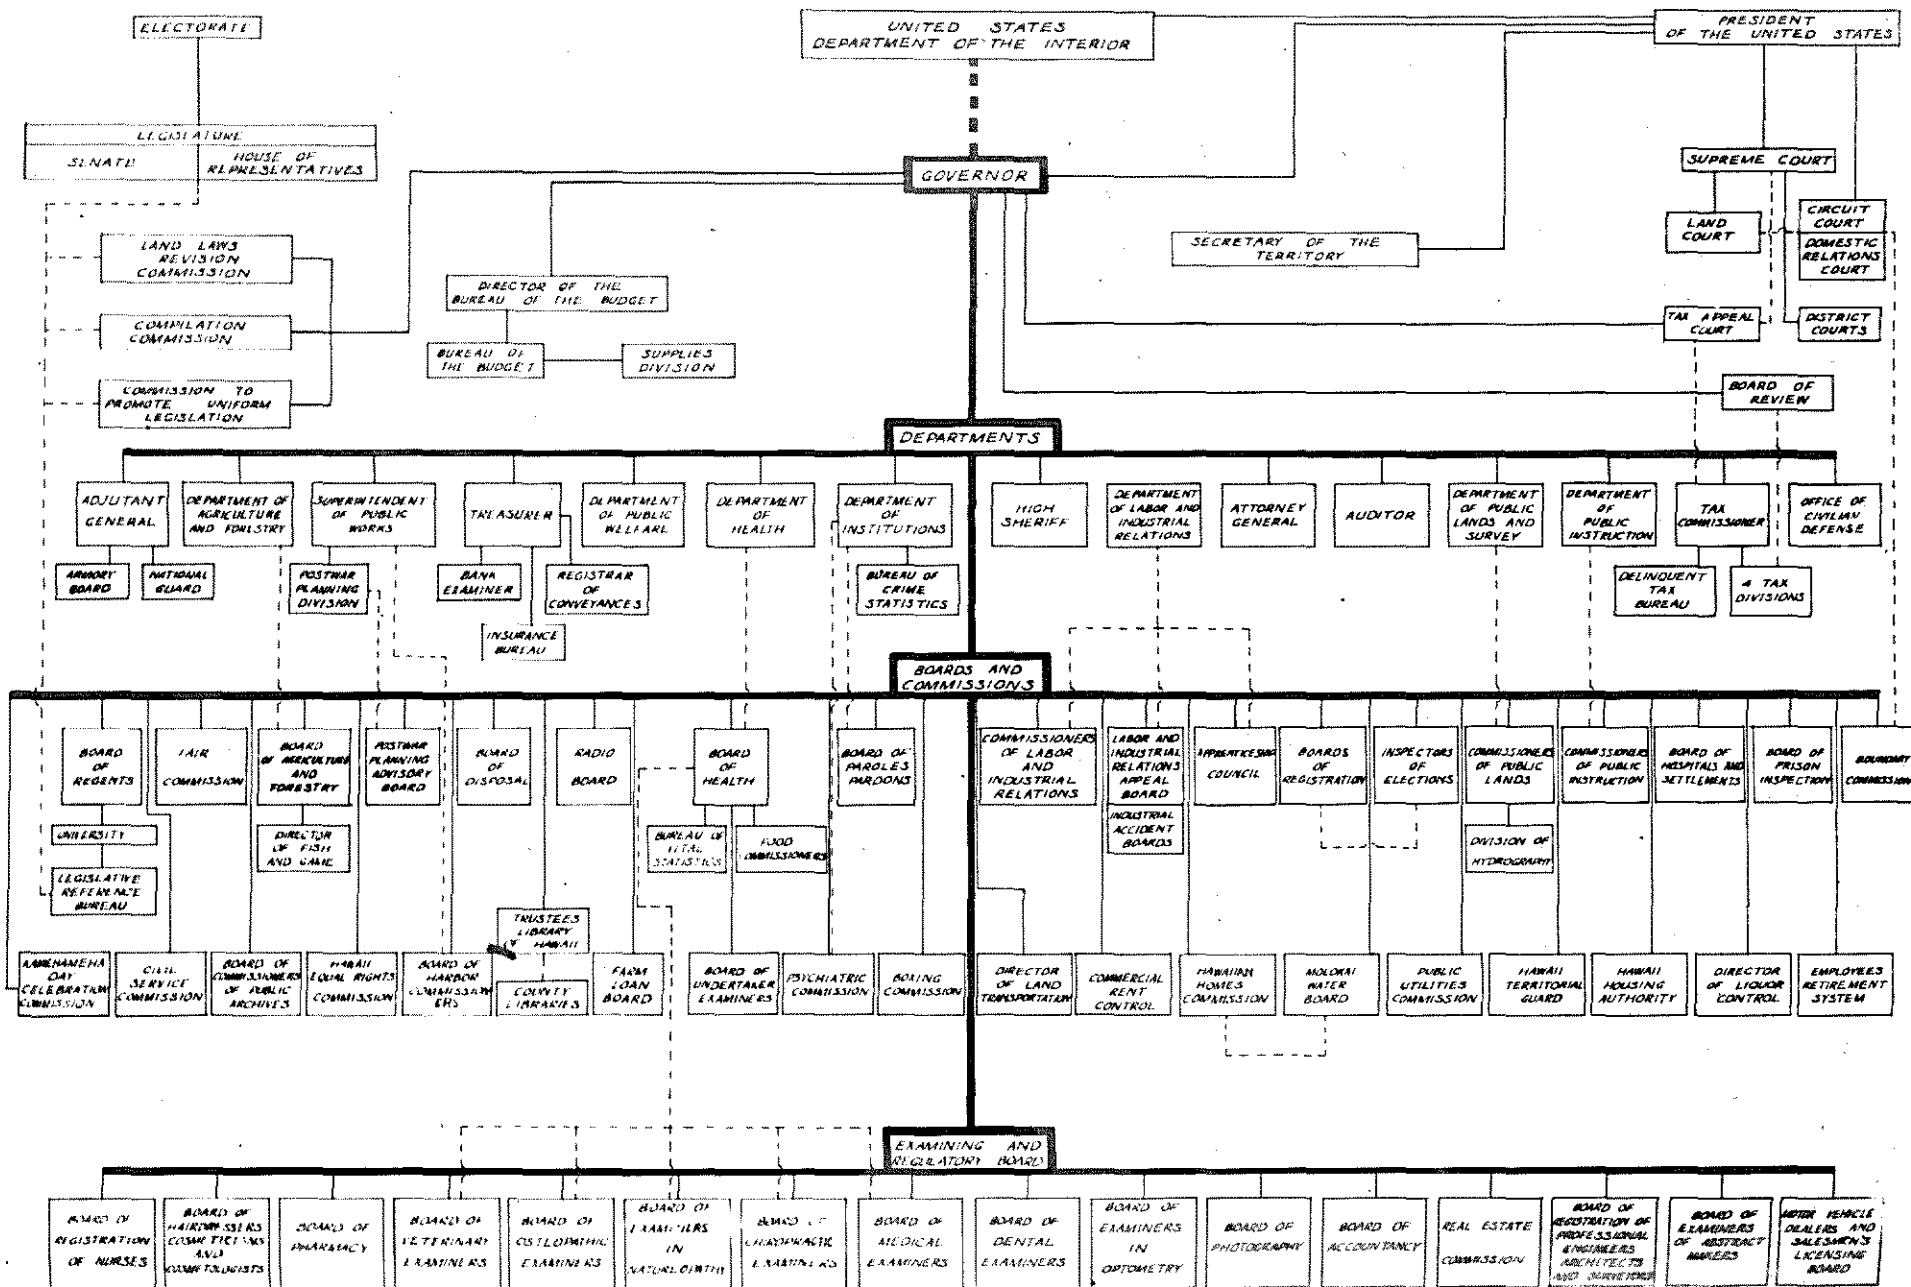 ELECTORATE
UNITED STATES
DEPARTMENT OF THE INTERIOR
PRESIDENT
OF THE UNITED STATES
LEGISLATURE
SENATE
HOUSE OF
REPRESENTATIVES
GOVERNOR
SUPREME COURT
LAND
COURT
CIRCUIT
COURT
DOMESTIC
RELATIONS
COURT
LAND LAWS
REVISION
COMMISSION
SECRETARY OF THE
TERRITORY
DIRECTOR OF THE
BUREAU OF THE BUDGET
COMPILATION
COMMISSION
TAX APPEAL
COURT
DISTRICT
COURTS
BUREAU OF
THE BUDGET
SUPPLIES
DIVISION
COMMISSION TO
PROMOTE UNIFORM
LEGISLATION
BOARD OF
REVIEW
DEPARTMENTS
ADJUTANT
GENERAL
DEPARTMENT OF
AGRICULTURE
AND FORESTRY
SUPERINTENDENT
OF PUBLIC
WORKS
TREASURER
DEPARTMENT
OF PUBLIC
WELFARE
DEPARTMENT
OF
HEALTH
DEPARTMENT
OF
INSTITUTIONS
HIGH
SHERIFF
DEPARTMENT
OF LABOR AND
INDUSTRIAL
RELATIONS
ATTORNEY
GENERAL
AUDITOR
DEPARTMENT
OF PUBLIC
LANDS AND
SURVEY
DEPARTMENT
OF
PUBLIC
INSTRUCTION
TAX
COMMISSIONER
OFFICE OF
CIVILIAN
DEFENSE
ARMORY
BOARD
NATIONAL
GUARD
POSTWAR
PLANNING
DIVISION
BANK
EXAMINER
REGISTRAR
OF
CONVEYANCES
INSURANCE
BUREAU
BUREAU OF
CRIME
STATISTICS
DELINQUENT
TAX
BUREAU
4 TAX
DIVISIONS
BOARDS AND
COMMISSIONS
BOARD
OF
REGENTS
FAIR
COMMISSION
BOARD
OF AGRICULTURE
AND
FORESTRY
POSTWAR
PLANNING
ADVISORY
BOARD
BOARD
OF
DISPOSAL
RADIO
BOARD
BOARD
OF
HEALTH
BOARD OF
PAROLES
PARDONS
COMMISSIONERS
OF LABOR
AND
INDUSTRIAL
RELATIONS
LABOR AND
INDUSTRIAL
RELATIONS
APPEAL
BOARD
INDUSTRIAL
ACCIDENT
BOARDS
APPRENTICESHIP
COUNCIL
BOARDS
OF
REGISTRATION
INSPECTORS
OF
ELECTIONS
COMMISSIONERS
OF PUBLIC
LANDS
COMMISSIONERS
OF PUBLIC
INSTRUCTION
BOARD OF
HOSPITALS AND
SETTLEMENTS
BOARD OF
PRISON
INSPECTION
BOUNDARY
COMMISSION
UNIVERSITY
LEGISLATIVE
REFERENCE
BUREAU
DIRECTOR
OF FISH
AND GAME
BUREAU OF
VITAL
STATISTICS
FOOD
COMMISSIONERS
DIVISION OF
HYDROGRAPHY
TRUSTEES
LIBRARY
OF HAWAII
KAMEHAMEHA
DAY
CELEBRATION
COMMISSION
CIVIL
SERVICE
COMMISSION
BOARD OF
COMMISSIONERS
OF PUBLIC
ARCHIVES
HAWAII
EQUAL RIGHTS
COMMISSION
BOARD OF
HARBOR
COMMISSION
ERS
COUNTY
LIBRARIES
FARM
LOAN
BOARD
BOARD OF
UNDERTAKER
EXAMINERS
PSYCHIATRIC
COMMISSION
BOXING
COMMISSION
DIRECTOR
OF LAND
TRANSPORTATION
COMMERCIAL
RENT
CONTROL
HAWAIIAN
HOMES
COMMISSION
MOLOKAI
WATER
BOARD
PUBLIC
UTILITIES
COMMISSION
HAWAII
TERRITORIAL
GUARD
HAWAII
HOUSING
AUTHORITY
DIRECTOR
OF LIQUOR
CONTROL
EMPLOYEES
RETIREMENT
SYSTEM
EXAMINING AND
REGULATORY BOARD
BOARD OF
REGISTRATION
OF NURSES
BOARD OF
HAIRDRESSERS
COSMETICIANS
AND
COSMETOLOGISTS
BOARD OF
PHARMACY
BOARD OF
VETERINARY
EXAMINERS
BOARD OF
OSTEOPATHIC
EXAMINERS
BOARD OF
EXAMINERS
IN
NATUREOPATHY
BOARD OF
CHIROPRACTIC
EXAMINERS
BOARD OF
MEDICAL
EXAMINERS
BOARD OF
DENTAL
EXAMINERS
BOARD OF
EXAMINERS
IN
OPTOMETRY
BOARD OF
PHOTOGRAPHY
BOARD OF
ACCOUNTANCY
REAL ESTATE
COMMISSION
BOARD OF
REGISTRATION OF
PROFESSIONAL
ENGINEERS
ARCHITECTS
AND SURVEYORS
BOARD OF
EXAMINERS
OF ABSTRACT
MAKERS
MOTOR VEHICLE
DEALERS AND
SALESMEN'S
LICENSING
BOARD